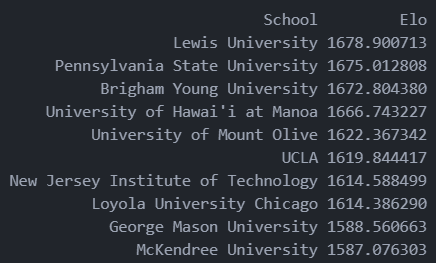 School Elo
Lewis University 1678.900713
Pennsylvania State University 1675.012808
Brigham Young University 1672.804380
University of Hawai'i at Manoa 1666.743227
University of Mount Olive 1622.367342
UCLA 1619.844417
New Jersey Institute of Technology 1614.588499
Loyola University Chicago 1614.386290
George Mason University 1588.560663
McKendree University 1587.076303